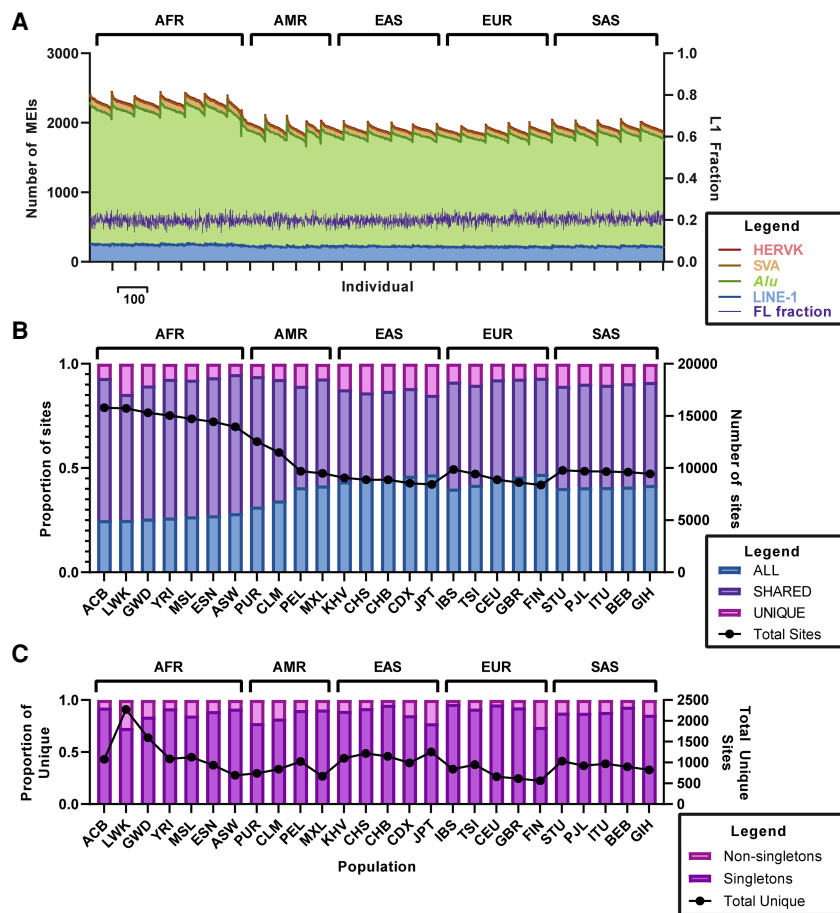 A
AFR AMR EAS EUR SAS
3000
2000
1000
0
Number of MEIs
1.0
0.8
0.6
0.4
0.2
0.0
L1 Fraction
100
Individual
Legend
HERVK
SVA
Alu
LINE-1
FL fraction
B
AFR AMR EAS EUR SAS
1.0
0.5
0.0
Proportion of sites
20000
15000
10000
5000
0
Number of sites
ACB LWK GWD YRI MSL ESN ASW PUR CLM PEL MXL KHV CHS CHB CDX JPT IBS TSI CEU GBR FIN STU PJL ITU BEB GIH
Legend
ALL
SHARED
UNIQUE
Total Sites
C
AFR AMR EAS EUR SAS
1.0
0.5
0.0
Proportion of
Unique
2500
2000
1500
1000
500
0
Total Unique
Sites
ACB LWK GWD YRI MSL ESN ASW PUR CLM PEL MXL KHV CHS CHB CDX JPT IBS TSI CEU GBR FIN STU PJL ITU BEB GIH
Population
Legend
Non-singletons
Singletons
Total Unique